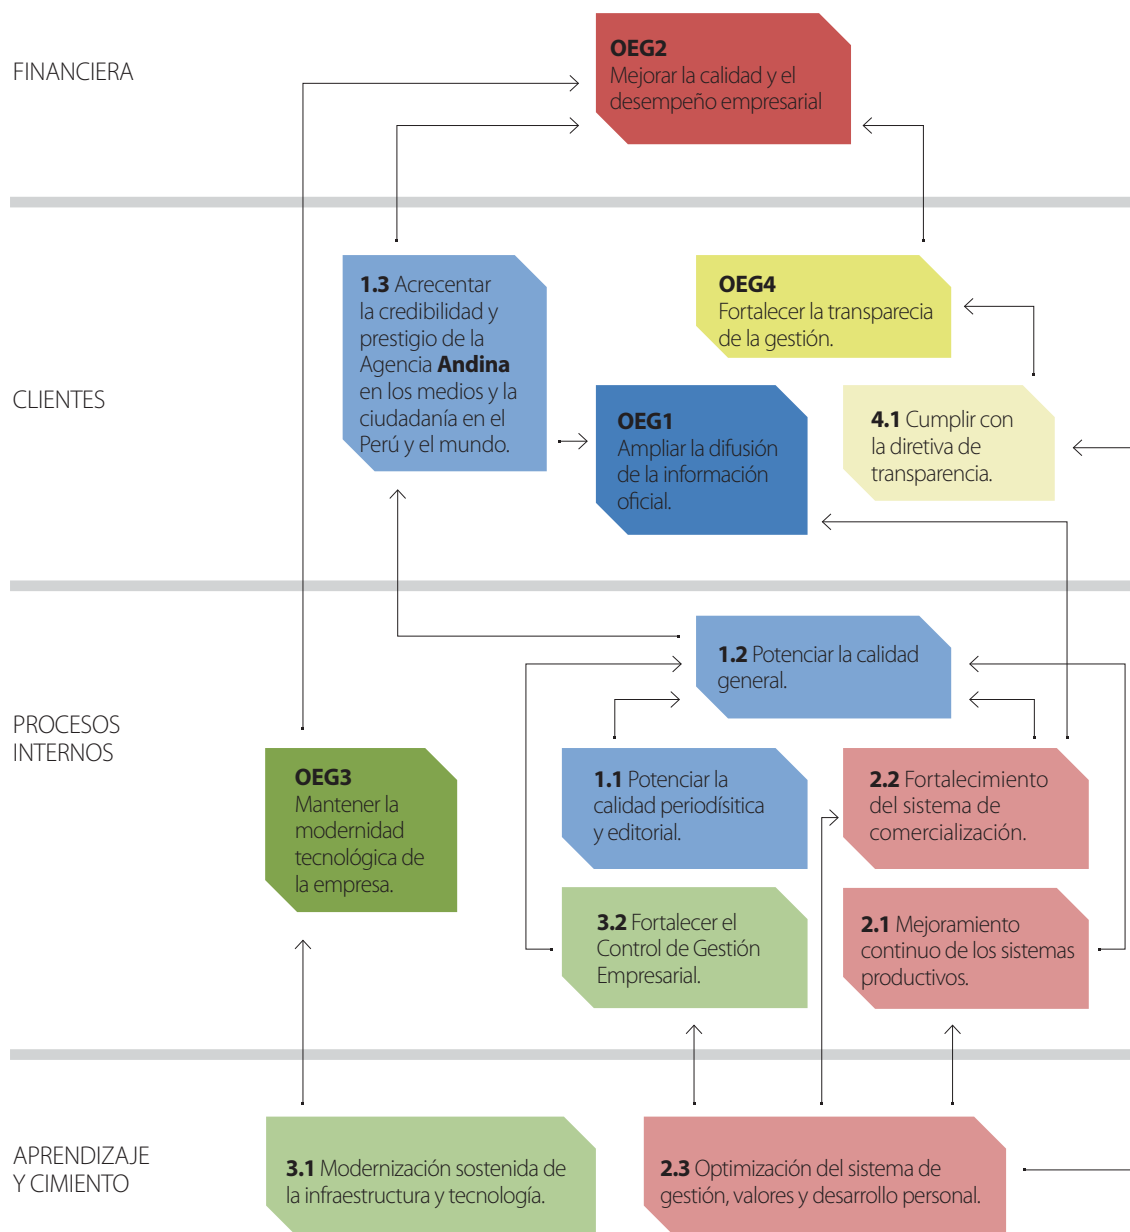 FINANCIERA
OEG2
Mejorar la calidad y el
desempeño empresarial
CLIENTES
1.3 Acrecentar
la credibilidad y
prestigio de la
Agencia Andina
en los medios y la
ciudadanía en el
Perú y el mundo.
OEG4
Fortalecer la transparecia
de la gestión.
OEG1
Ampliar la difusión
de la información
oficial.
4.1 Cumplir con
la diretiva de
transparencia.
PROCESOS
INTERNOS
1.2 Potenciar la calidad
general.
OEG3
Mantener la
modernidad
tecnológica de
la empresa.
1.1 Potenciar la
calidad periodísitica
y editorial.
2.2 Fortalecimiento
del sistema de
comercialización.
3.2 Fortalecer el
Control de Gestión
Empresarial.
2.1 Mejoramiento
continuo de los sistemas
productivos.
APRENDIZAJE
Y CIMIENTO
3.1 Modernización sostenida de
la infraestructura y tecnología.
2.3 Optimización del sistema de
gestión, valores y desarrollo personal.